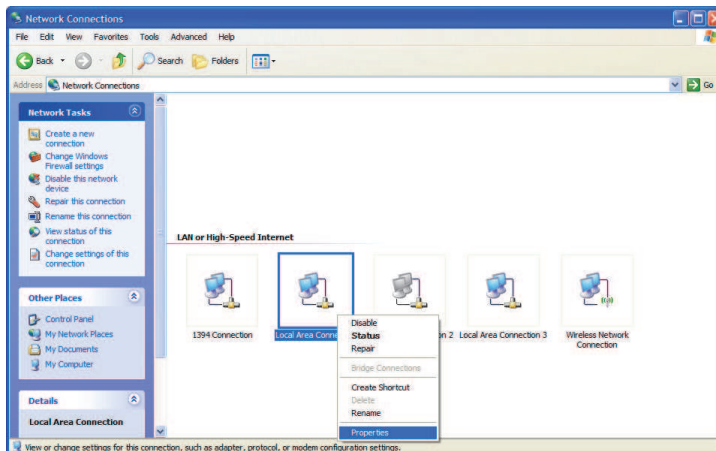 Network Connections
File Edit View Favorites Tools Advanced Help
Back Search Folders
Address Network Connections Go
Network Tasks
Create a new
connection
Change Windows
Firewall settings
Disable this network
device
Repair this connection
Rename this connection
View status of this
connection
Change settings of this
connection
Other Places
Control Panel
My Network Places
My Documents
My Computer
Details
Local Area Connection
LAN or High-Speed Internet
1394 Connection Local Area Conne n 2 Local Area Connection 3 Wireless Network
Connection
Disable
Status
Repair
Bridge Connections
Create Shortcut
Delete
Rename
Properties
View or change settings for this connection, such as adapter, protocol, or modem configuration settings.